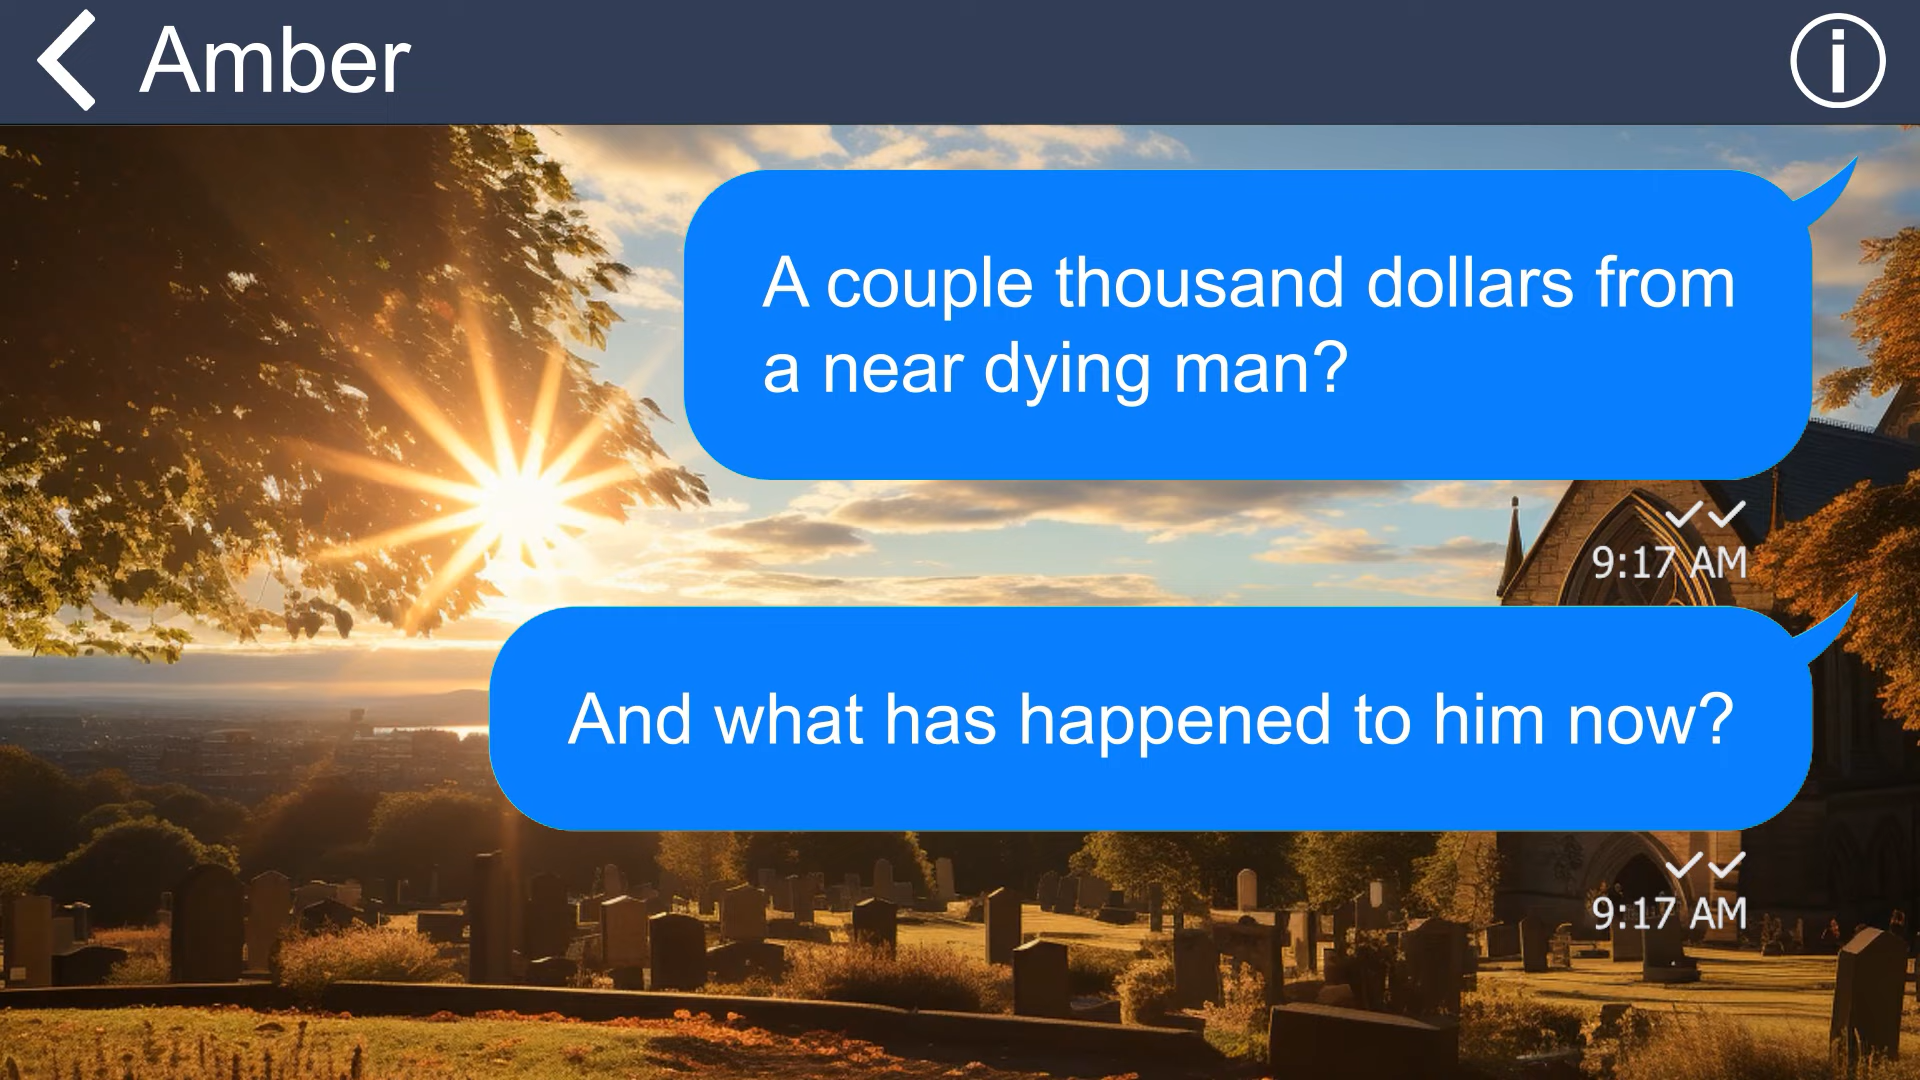 Amber
A couple thousand dollars from
a near dying man?
9:17 AM
And what has happened to him now?
9:17 AM